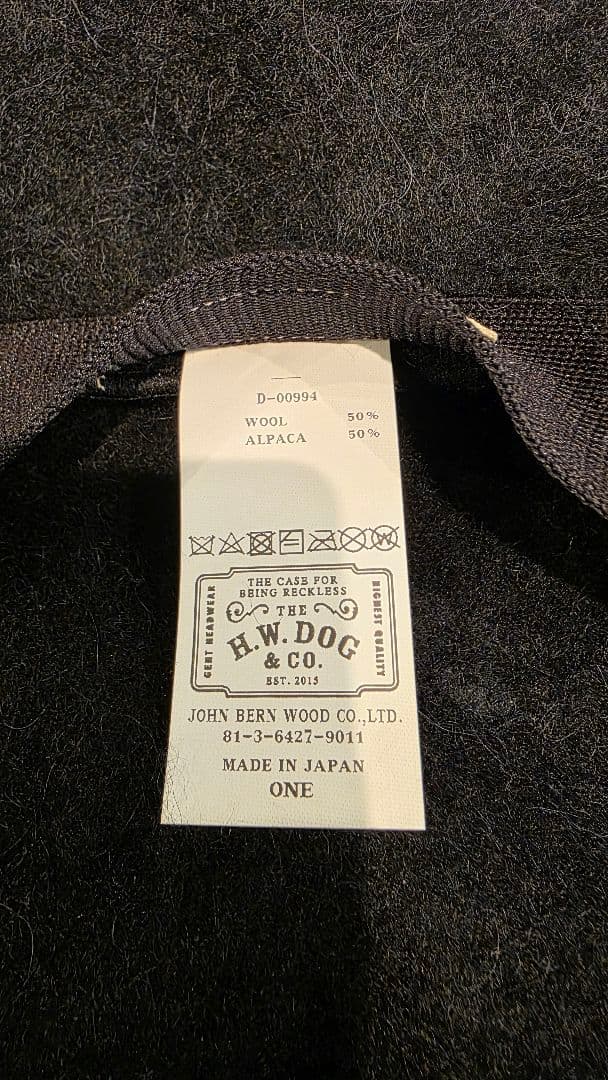 D-00994
WOOL 50%
ALPACA 50%
THE CASE FOR
BEING RECKLESS
GENT HEADWEAR
HIGHEST QUALITY
THE
H.W. DOG
& CO.
EST. 2015
JOHN BERN WOOD CO.,LTD.
81-3-6427-9011
MADE IN JAPAN
ONE